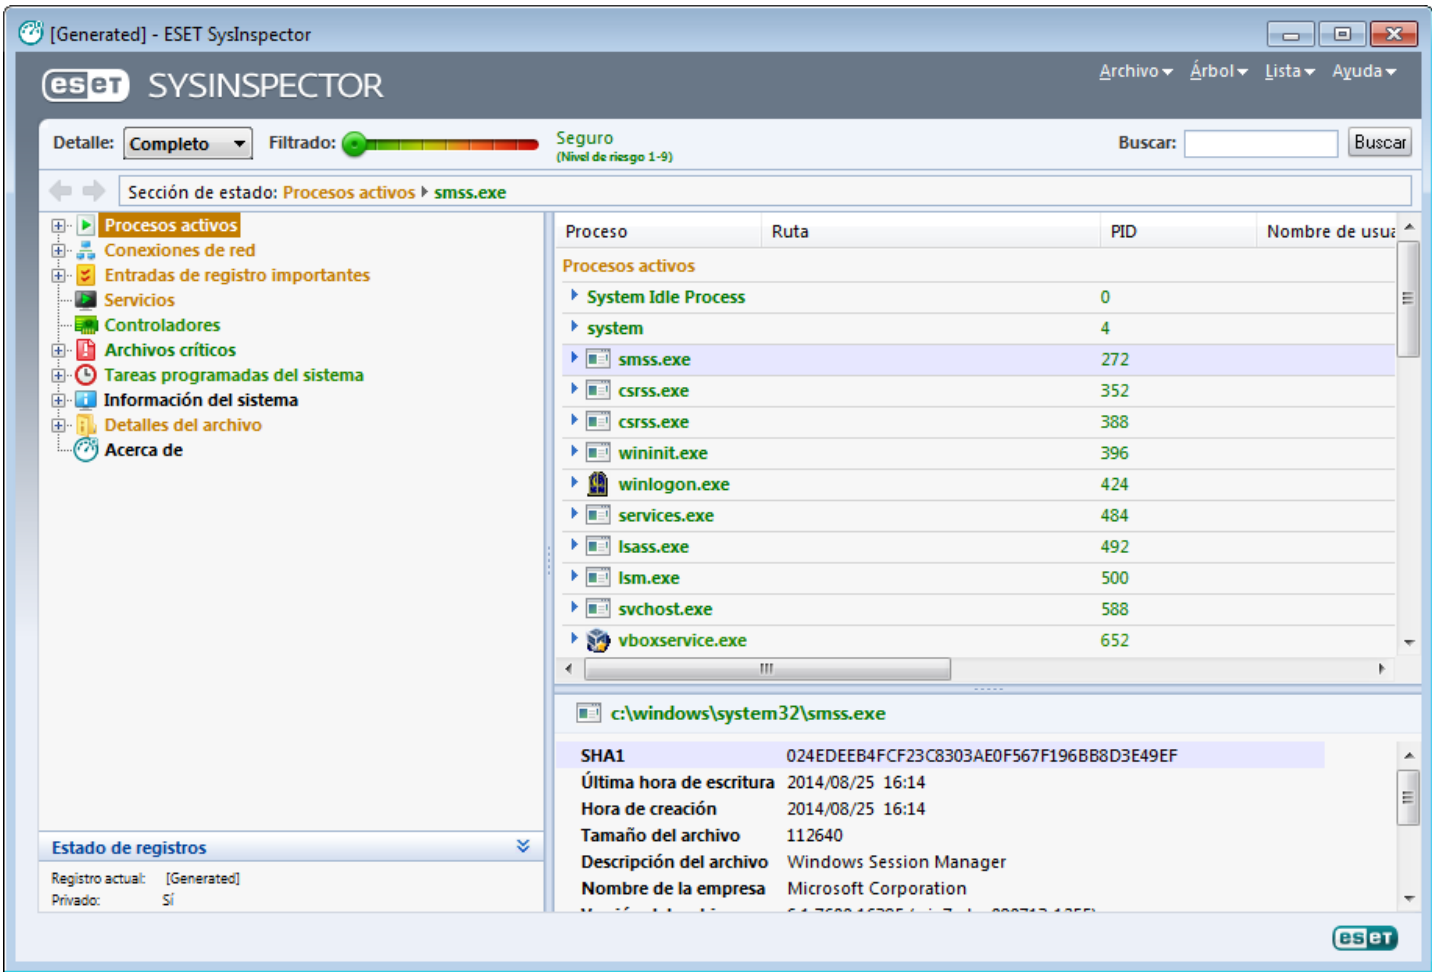 [Generated] - ESET SysInspector
eset SYSINSPECTOR
Archivo Árbol Lista Ayuda
Detalle: Completo Filtrado: Seguro Buscar: Buscar
(Nivel de riesgo 1-9)
Sección de estado: Procesos activos smss.exe
Procesos activos
Conexiones de red
Entradas de registro importantes
Servicios
Controladores
Archivos críticos
Tareas programadas del sistema
Información del sistema
Detalles del archivo
Acerca de
Proceso Ruta PID Nombre de usua
Procesos activos
System Idle Process 0
system 4
smss.exe 272
csrss.exe 352
csrss.exe 388
wininit.exe 396
winlogon.exe 424
services.exe 484
lsass.exe 492
lsm.exe 500
svchost.exe 588
vboxservice.exe 652
c:\windows\system32\smss.exe
SHA1 024EDEEB4FCF23C8303AE0F567F196BB8D3E49EF
Última hora de escritura 2014/08/25 16:14
Hora de creación 2014/08/25 16:14
Tamaño del archivo 112640
Descripción del archivo Windows Session Manager
Nombre de la empresa Microsoft Corporation
Estado de registros
Registro actual: [Generated]
Privado: Sí
eset